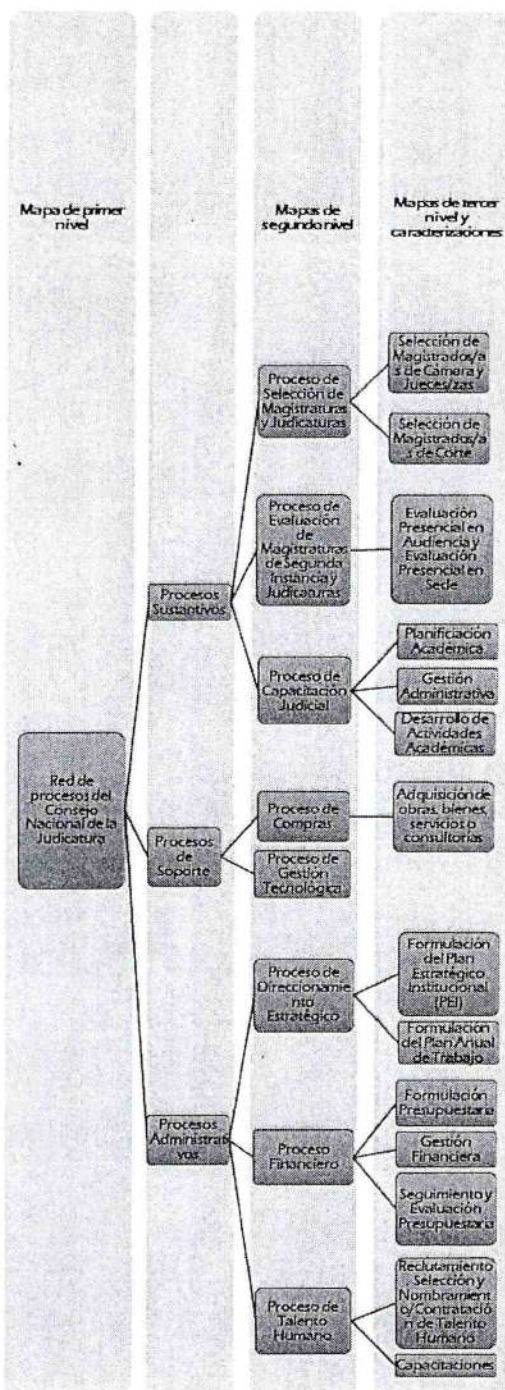 Mapa de primer
nivel
Mapas de
segundo nivel
Mapas de tercer
nivel y
caracterizaciones
Red de
procesos del
Consejo
Nacional de la
Judicatura
Procesos
Sustantivos
Proceso de
Selección de
Magistraturas
y Judicaturas
Selección de
Magistrados/a
s de Cámara y
Jueces/zas
Selección de
Magistrados/a
s de Corte
Proceso de
Evaluación
de
Magistraturas
de Segunda
Instancia y
Judicaturas
Evaluación
Presencial en
Audiencia y
Evaluación
Presencial en
Sede
Proceso de
Capacitación
Judicial
Planificiación
Académica
Gestión
Administrativa
Desarrollo de
Actividades
Académicas
Procesos
de
Soporte
Proceso de
Compras
Adquisición de
obras, bienes,
servicios o
consultorías
Proceso de
Gestión
Tecnológica
Procesos
Administrati
vos
Proceso de
Direccionamie
nto
Estratégico
Formulación
del Plan
Estratégico
Institucional
(PEI)
Formulación
del Plan Anual
de Trabajo
Proceso
Financiero
Formulación
Presupuestaria
Gestión
Financiera
Seguimiento y
Evaluación
Presupuestaria
Proceso de
Talento
Humano
Reclutamiento
, Selección y
Nombramient
o/Contratació
n de Talento
Humano
Capacitaciones